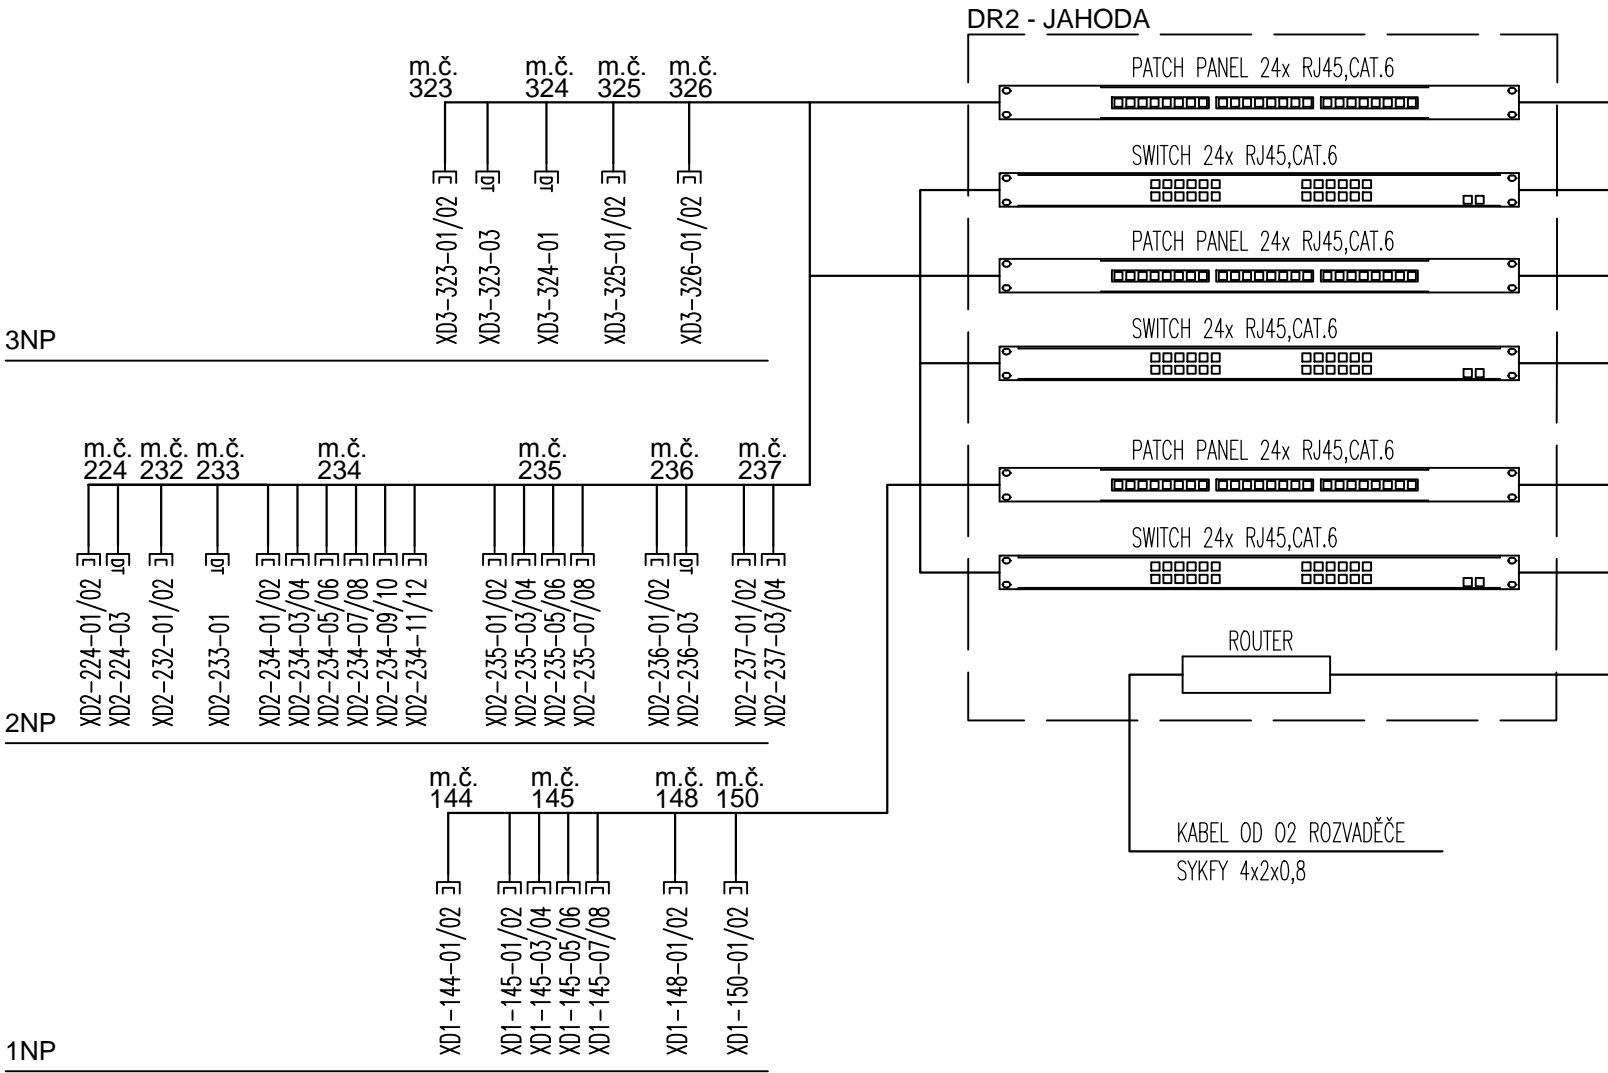 DR2 - JAHODA
PATCH PANEL 24x RJ45,CAT.6
SWITCH 24x RJ45,CAT.6
PATCH PANEL 24x RJ45,CAT.6
SWITCH 24x RJ45,CAT.6
PATCH PANEL 24x RJ45,CAT.6
SWITCH 24x RJ45,CAT.6
ROUTER
KABEL OD O2 ROZVADĚČE
SYKFY 4x2x0,8
m.č. 323
m.č. 324
m.č. 325
m.č. 326
DT
DT
XD3-323-01/02
XD3-323-03
XD3-324-01
XD3-325-01/02
XD3-326-01/02
3NP
m.č. 224
m.č. 232
m.č. 233
m.č. 234
m.č. 235
m.č. 236
m.č. 237
DT
DT
DT
XD2-224-01/02
XD2-224-03
XD2-232-01/02
XD2-233-01
XD2-234-01/02
XD2-234-03/04
XD2-234-05/06
XD2-234-07/08
XD2-234-09/10
XD2-234-11/12
XD2-235-01/02
XD2-235-03/04
XD2-235-05/06
XD2-235-07/08
XD2-236-01/02
XD2-236-03
XD2-237-01/02
XD2-237-03/04
2NP
m.č. 144
m.č. 145
m.č. 148
m.č. 150
XD1-144-01/02
XD1-145-01/02
XD1-145-03/04
XD1-145-05/06
XD1-145-07/08
XD1-148-01/02
XD1-150-01/02
1NP